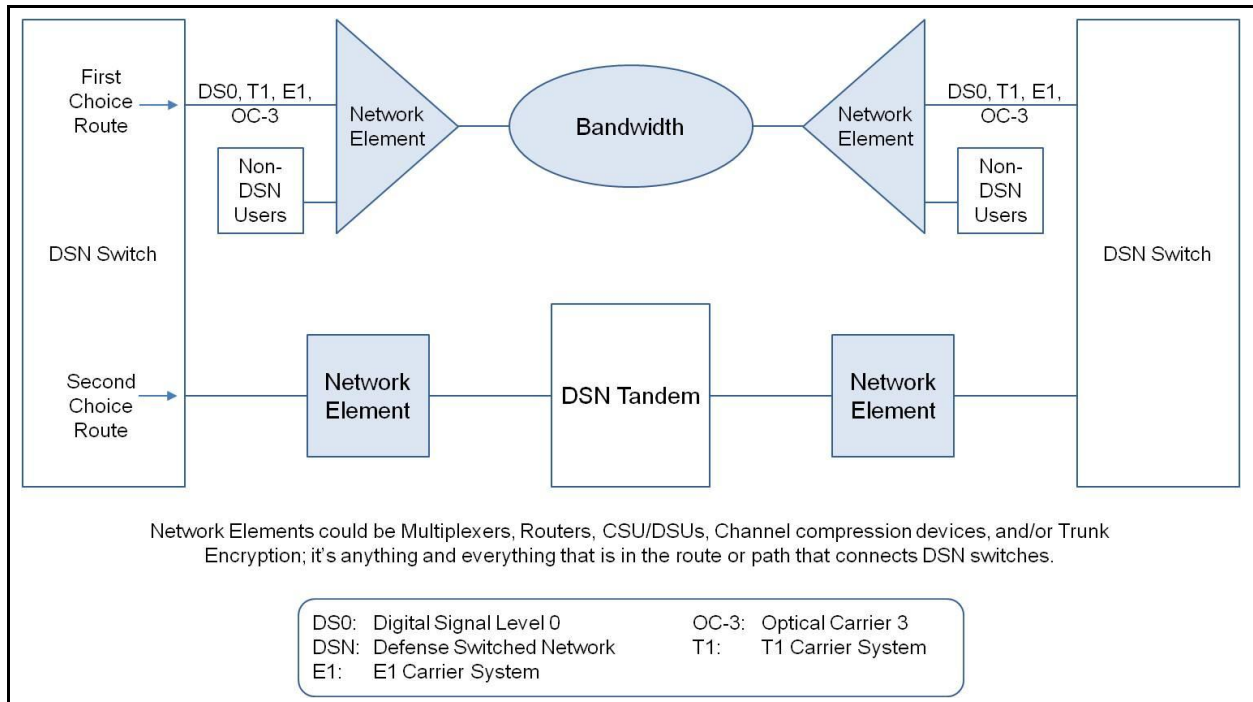 First
Choice
Route
DS0, T1, E1,
OC-3
Network
Element
Non-
DSN
Users
Bandwidth
Network
Element
DS0, T1, E1,
OC-3
Non-
DSN
Users
DSN Switch
DSN Switch
Second
Choice
Route
Network
Element
DSN Tandem
Network
Element
Network Elements could be Multiplexers, Routers, CSU/DSUs, Channel compression devices, and/or Trunk
Encryption; it's anything and everything that is in the route or path that connects DSN switches.
DS0: Digital Signal Level 0
DSN: Defense Switched Network
E1: E1 Carrier System
OC-3: Optical Carrier 3
T1: T1 Carrier System